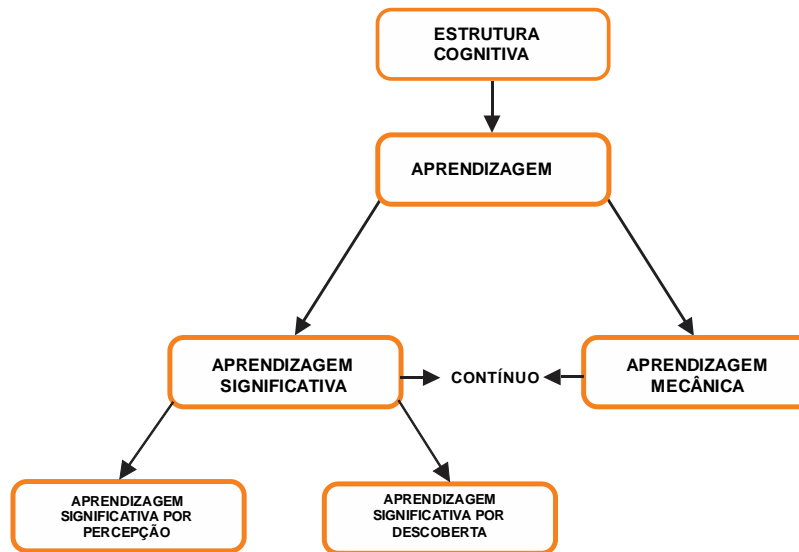 ESTRUTURA
COGNITIVA
APRENDIZAGEM
APRENDIZAGEM
SIGNIFICATIVA
CONTÍNUO
APRENDIZAGEM
MECÂNICA
APRENDIZAGEM
SIGNIFICATIVA POR
PERCEPÇÃO
APRENDIZAGEM
SIGNIFICATIVA POR
DESCOBERTA